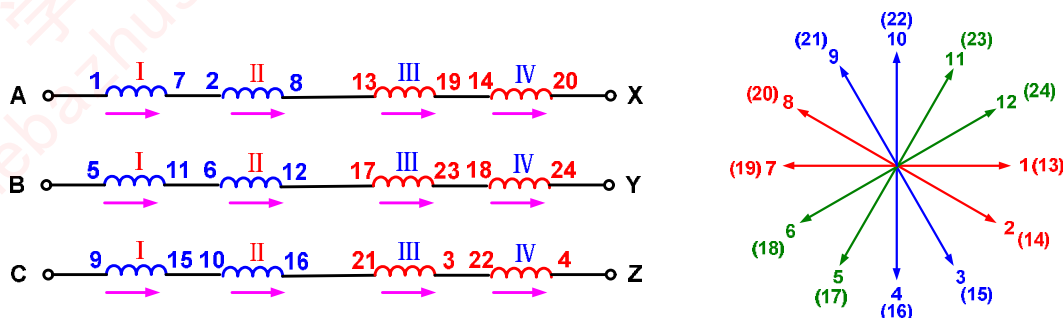 I II III IV
A 1 7 2 8 13 19 14 20 X
I II III IV
B 5 11 6 12 17 23 18 24 Y
I II III IV
C 9 15 10 16 21 3 22 4 Z
(22)
(21) 10 (23)
9 11
(20) 8 12 (24)
(19) 7 1 (13)
6 2
(18) (14)
5 3
(17) 4 (15)
(16)
学
ebazhus